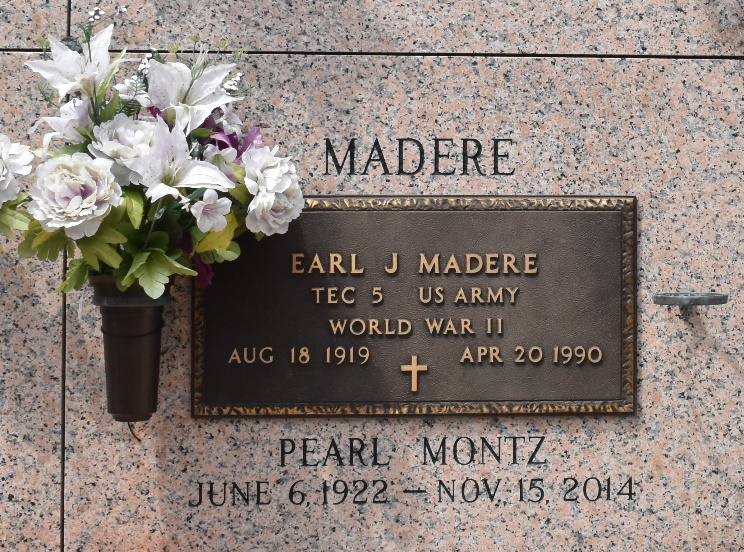 MADERE
EARL J MADERE
TEC 5 US ARMY
WORLD WAR II
AUG 18 1919 APR 20 1990
PEARL MONTZ
JUNE 6, 1922 – NOV. 15, 2014